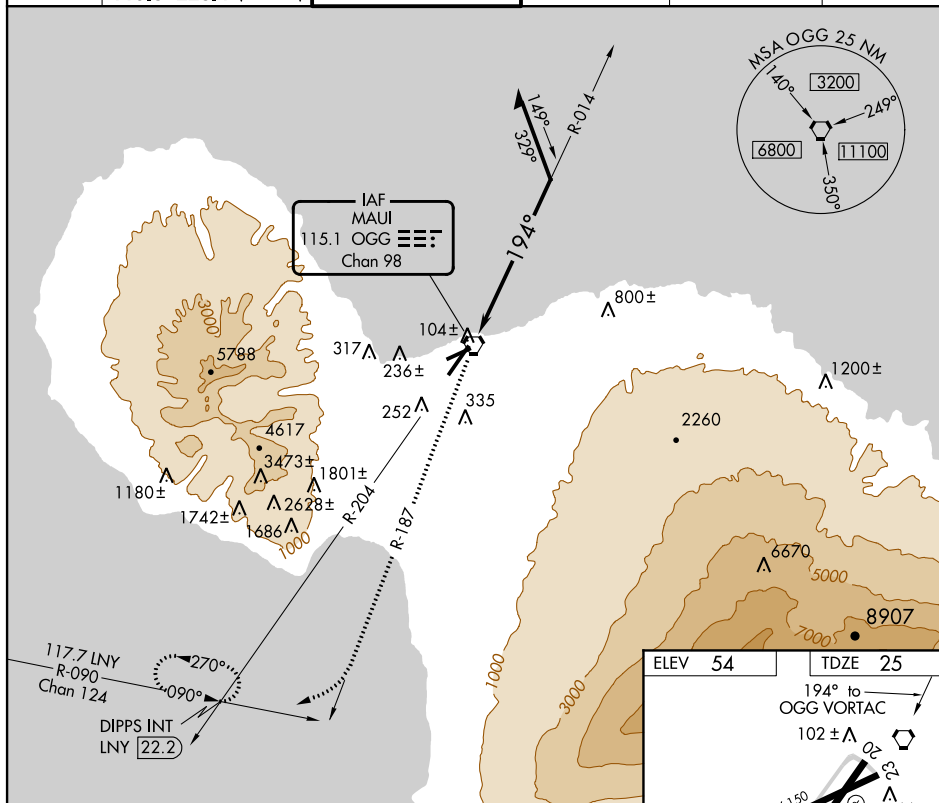 MSA OGG 25 NM
140°
3200
249°
6800
11100
350°
149°
329°
R-014
194°
IAF
MAUI
115.1 OGG
Chan 98
3000
5788
317
104±
236±
800±
1200±
252
335
2260
4617
3473±
1801±
1180±
1742±
2628±
1686
1000
R-204
R-187
6670
5000
8907
7000
1000
3000
117.7 LNY
R-090
Chan 124
270°
090°
DIPPS INT
LNY 22.2
ELEV 54
TDZE 25
194° to
OGG VORTAC
102±
20
23
150